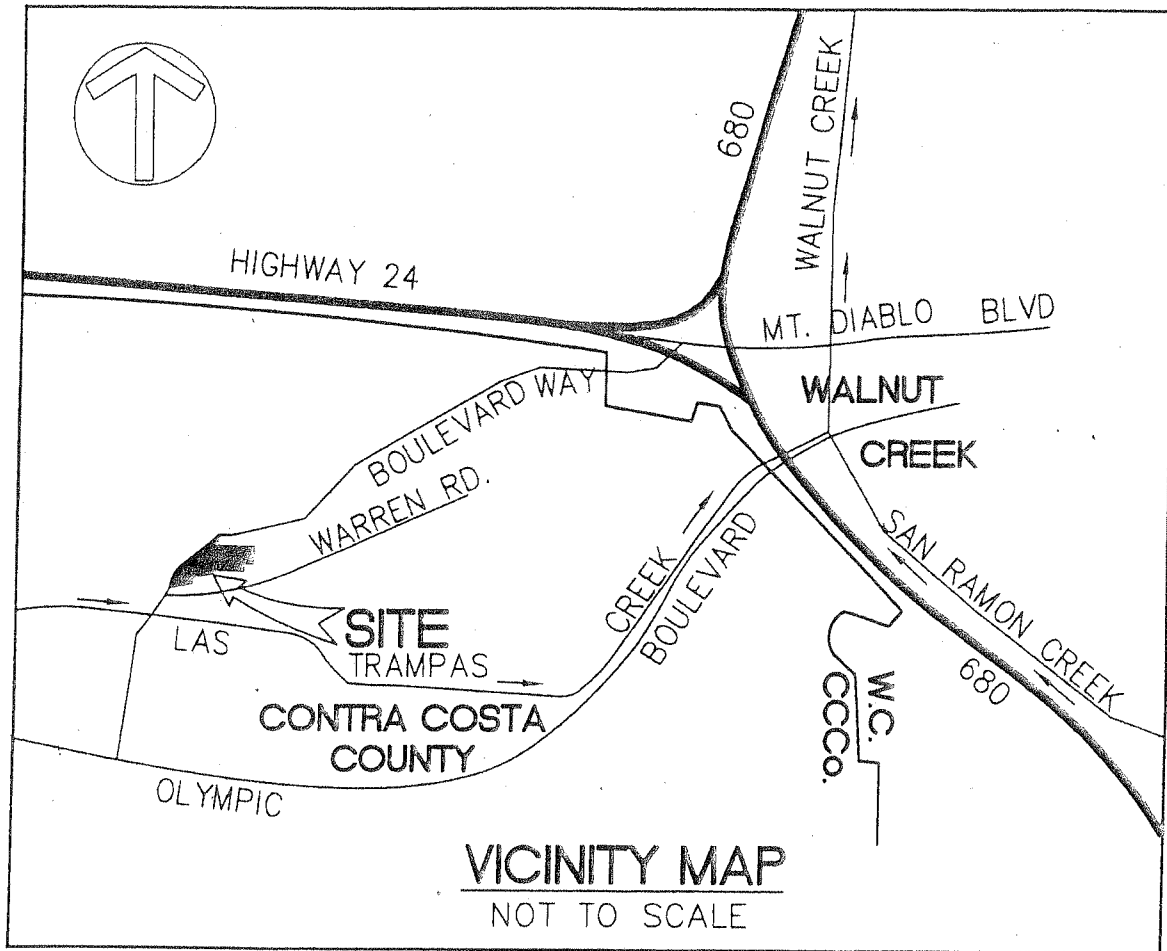 680
WALNUT CREEK
HIGHWAY 24
MT. DIABLO BLVD
WALNUT
CREEK
BOULEVARD WAY
WARREN RD.
CREEK
BOULEVARD
SAN RAMON CREEK
SITE
LAS
TRAMPAS
680
W.C.
CCCo.
CONTRA COSTA
COUNTY
OLYMPIC
VICINITY MAP
NOT TO SCALE